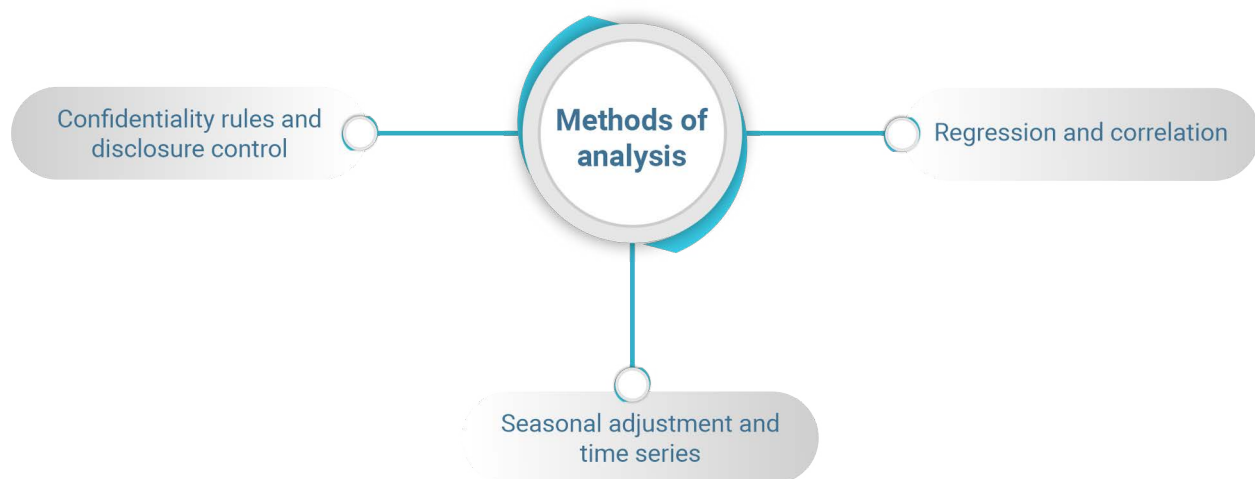 Methods of
analysis
Confidentiality rules and
disclosure control
Regression and correlation
Seasonal adjustment and
time series